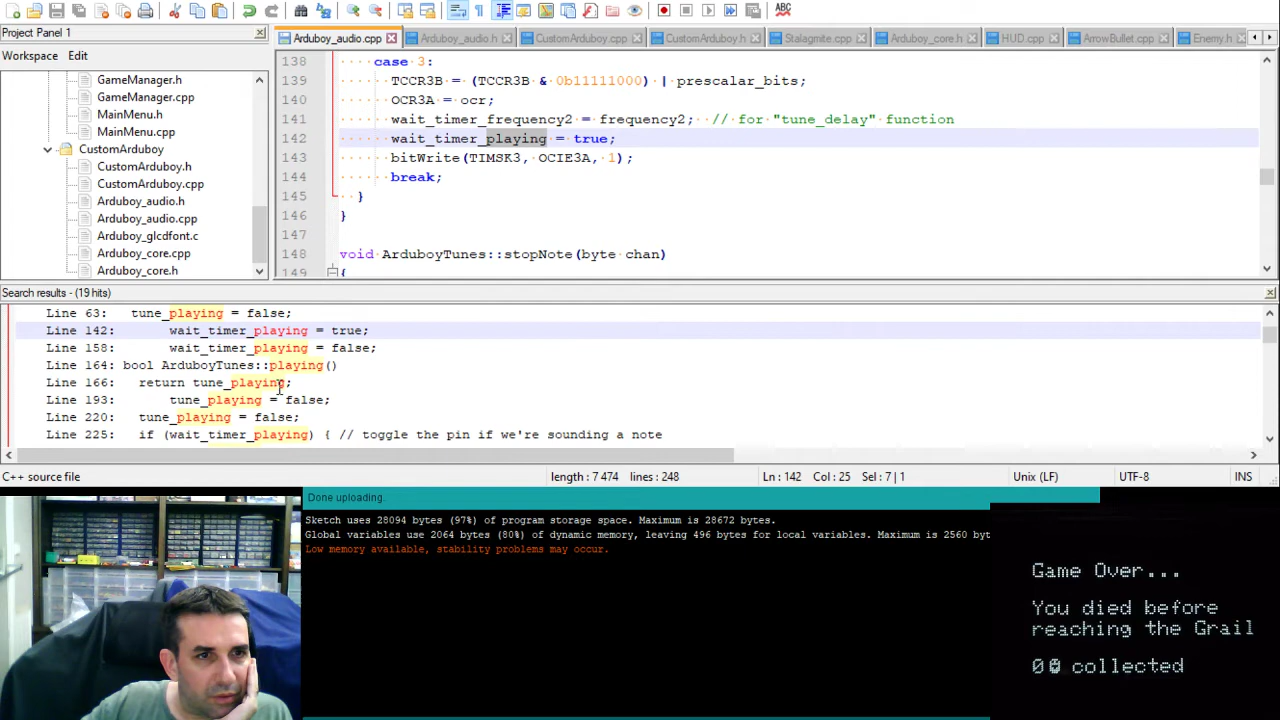 Project Panel 1
Workspace Edit
GameManager.h
GameManager.cpp
MainMenu.h
MainMenu.cpp
CustomArduboy
CustomArduboy.h
CustomArduboy.cpp
Arduboy_audio.h
Arduboy_audio.cpp
Arduboy_glcdfont.c
Arduboy_core.cpp
Arduboy_core.h
ABC
Arduboy_audio.cpp Arduboy_audio.h CustomArduboy.cpp CustomArduboy.h Stalagmite.cpp Arduboy_core.h HUD.cpp ArrowBullet.cpp Enemy.h
138 case 3:
139 TCCR3B = (TCCR3B & 0b11111000) | prescalar_bits;
140 OCR3A = ocr;
141 wait_timer_frequency2 = frequency2; // for "tune_delay" function
142 wait_timer_playing = true;
143 bitWrite(TIMSK3, OCIE3A, 1);
144 break;
145 }
146 }
147
148 void ArduboyTunes::stopNote(byte chan)
149 {
Search results - (19 hits)
Line 63: tune_playing = false;
Line 142: wait_timer_playing = true;
Line 158: wait_timer_playing = false;
Line 164: bool ArduboyTunes::playing()
Line 166: return tune_playing;
Line 193: tune_playing = false;
Line 220: tune_playing = false;
Line 225: if (wait_timer_playing) { // toggle the pin if we're sounding a note
C++ source file length : 7 474 lines : 248 Ln : 142 Col : 25 Sel : 7 | 1 Unix (LF) UTF-8 INS
Done uploading.
Sketch uses 28094 bytes (97%) of program storage space. Maximum is 28672 bytes.
Global variables use 2064 bytes (80%) of dynamic memory, leaving 496 bytes for local variables. Maximum is 2560 byt
Low memory available, stability problems may occur.
Game Over...
You died before
reaching the Grail
collected